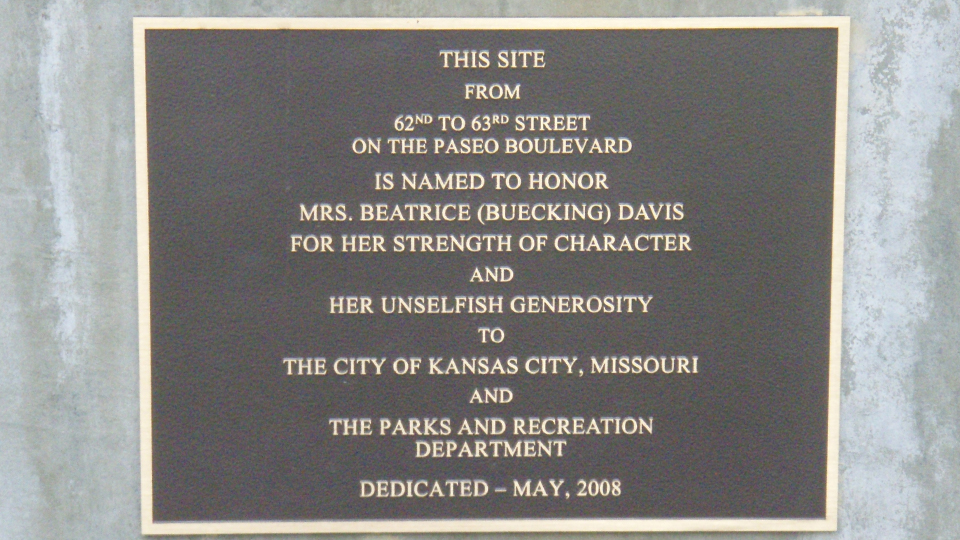 THIS SITE
FROM
62ND TO 63RD STREET
ON THE PASEO BOULEVARD
IS NAMED TO HONOR
MRS. BEATRICE (BUECKING) DAVIS
FOR HER STRENGTH OF CHARACTER
AND
HER UNSELFISH GENEROSITY
TO
THE CITY OF KANSAS CITY, MISSOURI
AND
THE PARKS AND RECREATION
DEPARTMENT
DEDICATED – MAY, 2008